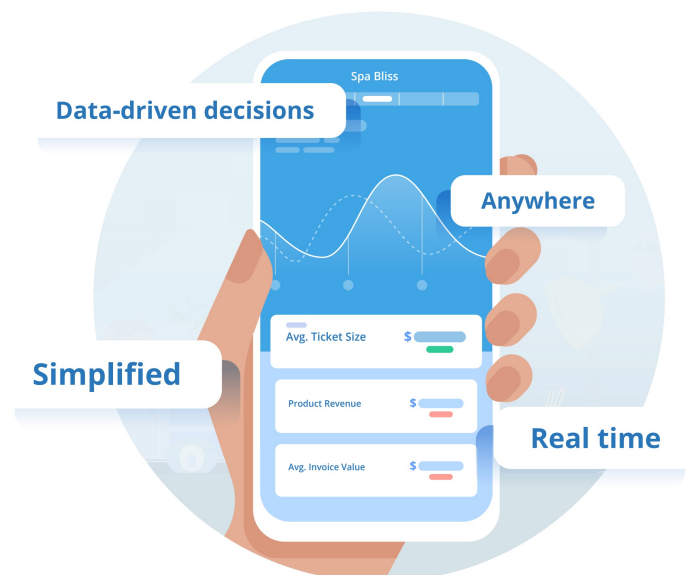 Spa Bliss
Data-driven decisions
Anywhere
Avg. Ticket Size $
Simplified
Product Revenue $
Real time
Avg. Invoice Value $